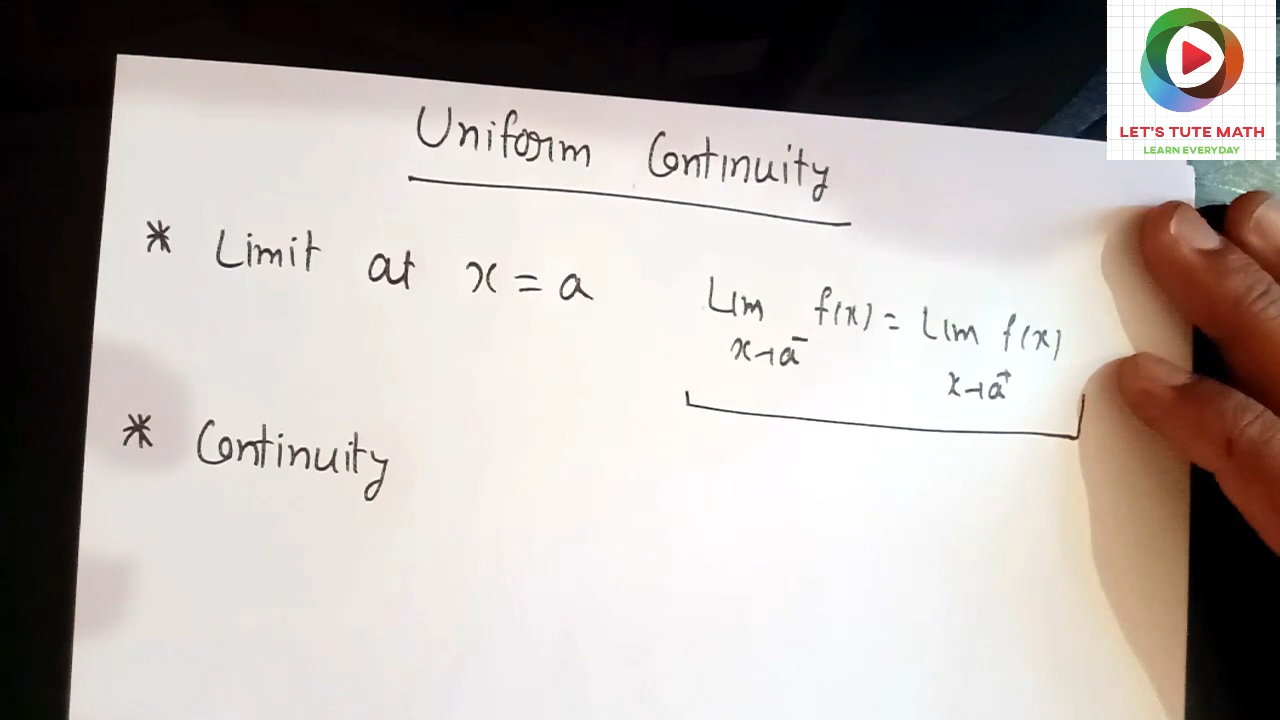 LET'S TUTE MATH
LEARN EVERYDAY
Uniform Continuity
* Limit at x = a
Lim f(x) = Lim f(x)
x→a⁻ x→a⁺
* Continuity